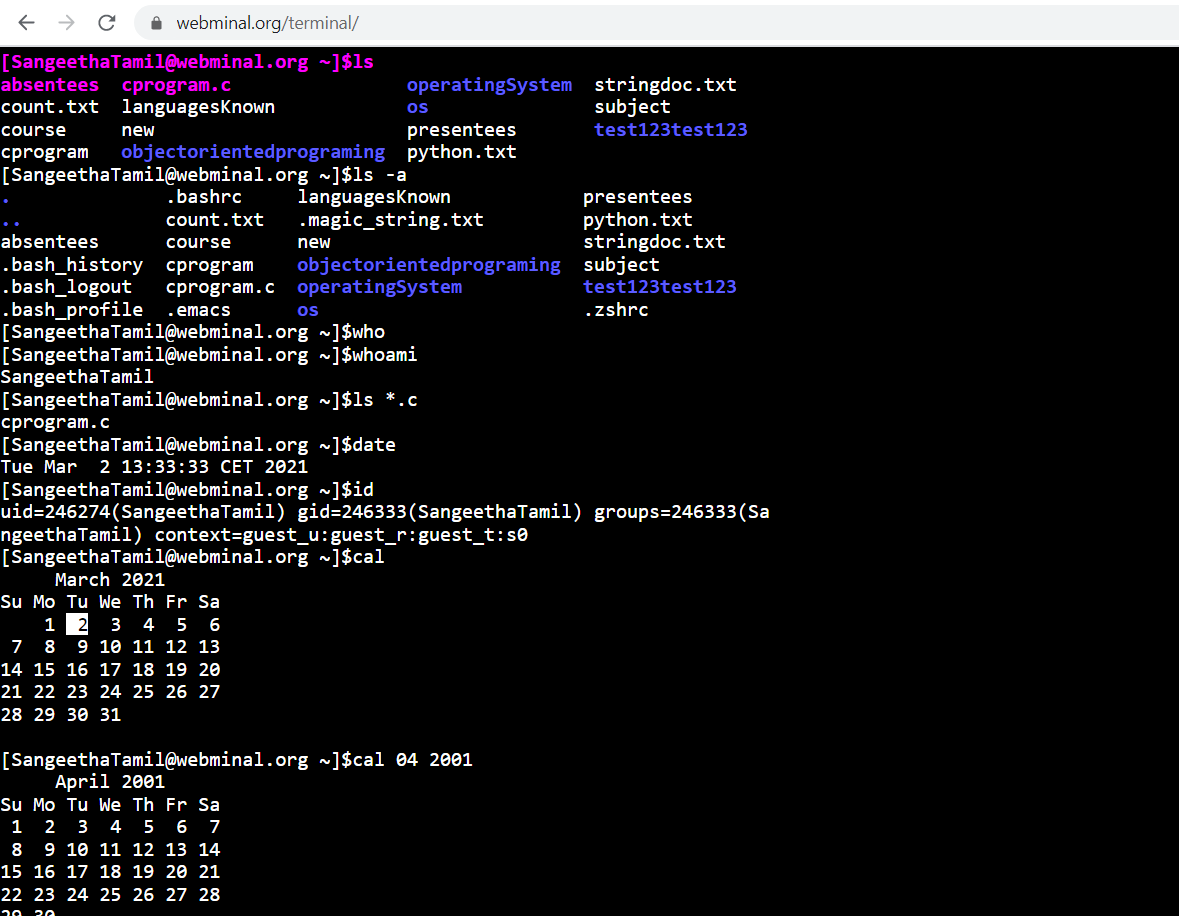 webminal.org/terminal/
[SangeethaTamil@webminal.org ~]$ls
absentees  cprogram.c                operatingSystem  stringdoc.txt
count.txt  languagesKnown            os               subject
course     new                       presentees       test123test123
cprogram   objectorientedprograming  python.txt
[SangeethaTamil@webminal.org ~]$ls -a
.              .bashrc     languagesKnown            presentees
..             count.txt   .magic_string.txt         python.txt
absentees      course      new                       stringdoc.txt
.bash_history  cprogram    objectorientedprograming  subject
.bash_logout   cprogram.c  operatingSystem           test123test123
.bash_profile  .emacs      os                        .zshrc
[SangeethaTamil@webminal.org ~]$who
[SangeethaTamil@webminal.org ~]$whoami
SangeethaTamil
[SangeethaTamil@webminal.org ~]$ls *.c
cprogram.c
[SangeethaTamil@webminal.org ~]$date
Tue Mar  2 13:33:33 CET 2021
[SangeethaTamil@webminal.org ~]$id
uid=246274(SangeethaTamil) gid=246333(SangeethaTamil) groups=246333(Sa
ngeethaTamil) context=guest_u:guest_r:guest_t:s0
[SangeethaTamil@webminal.org ~]$cal
     March 2021
Su Mo Tu We Th Fr Sa
    1  2  3  4  5  6
 7  8  9 10 11 12 13
14 15 16 17 18 19 20
21 22 23 24 25 26 27
28 29 30 31
[SangeethaTamil@webminal.org ~]$cal 04 2001
     April 2001
Su Mo Tu We Th Fr Sa
 1  2  3  4  5  6  7
 8  9 10 11 12 13 14
15 16 17 18 19 20 21
22 23 24 25 26 27 28
29 30